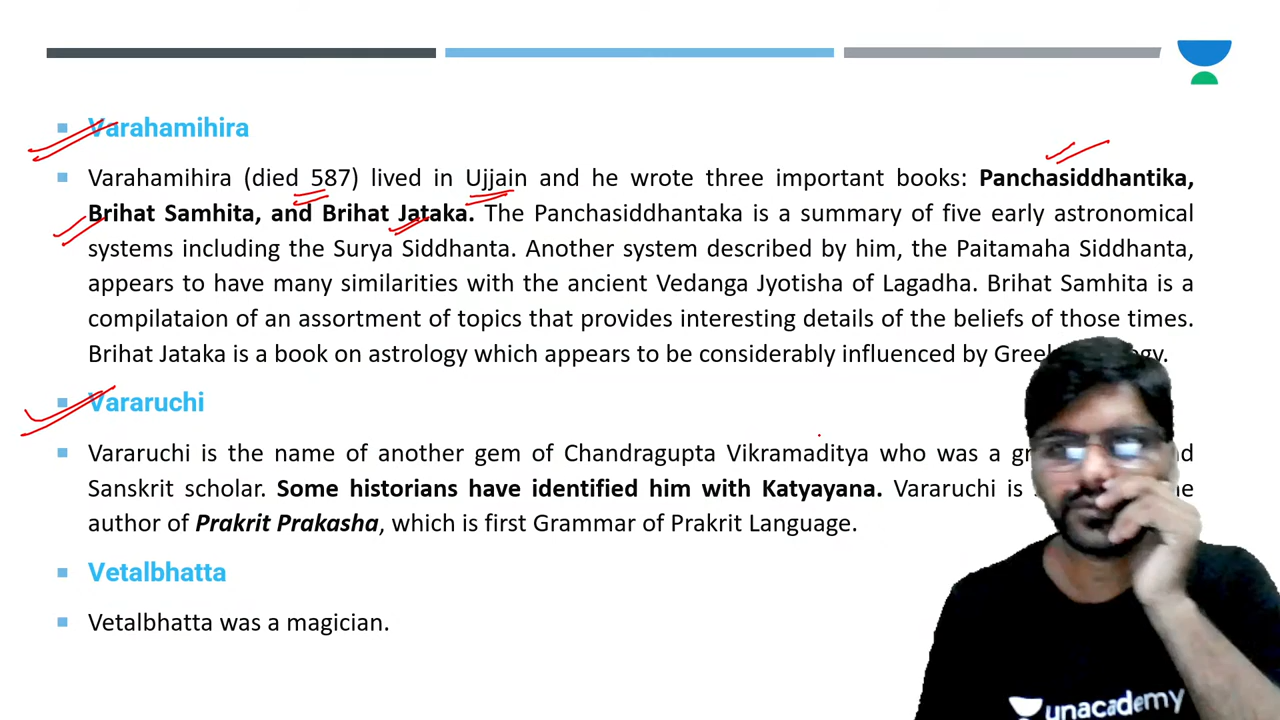 Varahamihira
Varahamihira (died 587) lived in Ujjain and he wrote three important books: Panchasiddhantika,
Brihat Samhita, and Brihat Jataka. The Panchasiddhantaka is a summary of five early astronomical
systems including the Surya Siddhanta. Another system described by him, the Paitamaha Siddhanta,
appears to have many similarities with the ancient Vedanga Jyotisha of Lagadha. Brihat Samhita is a
compilataion of an assortment of topics that provides interesting details of the beliefs of those times.
Brihat Jataka is a book on astrology which appears to be considerably influenced by
Vararuchi
Vararuchi is the name of another gem of Chandragupta Vikramaditya who was a
Sanskrit scholar. Some historians have identified him with Katyayana. Vararuchi is
author of Prakrit Prakasha, which is first Grammar of Prakrit Language.
Vetalbhatta
Vetalbhatta was a magician.
unacademy